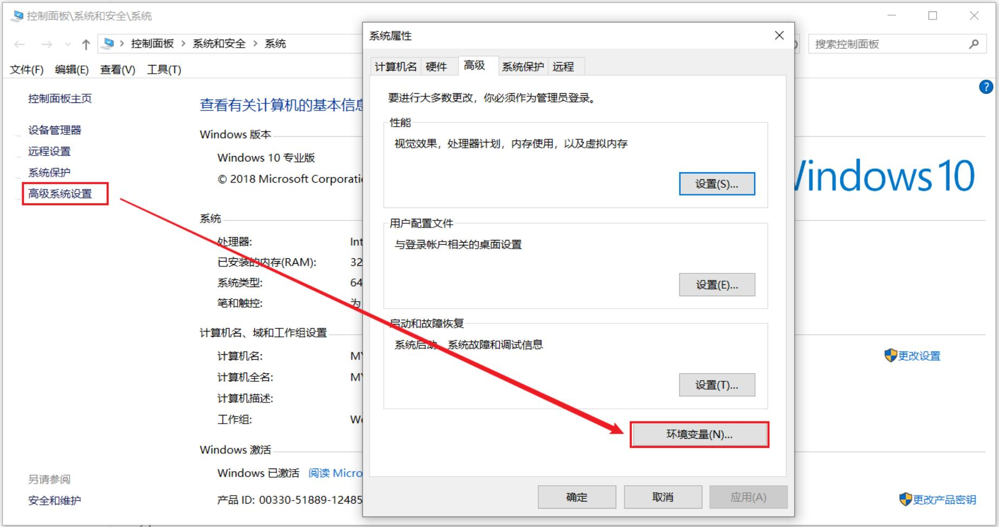 控制面板\系统和安全\系统
控制面板 › 系统和安全 › 系统
搜索控制面板
文件(F) 编辑(E) 查看(V) 工具(T)
控制面板主页
设备管理器
远程设置
系统保护
高级系统设置
另请参阅
安全和维护
查看有关计算机的基本信息
Windows 版本
Windows 10 专业版
© 2018 Microsoft
indows 10
系统
处理器:
已安装的内存(RAM): 32
系统类型: 64
笔和触控: 为
计算机名、域和工作组设置
计算机名:
计算机全名:
计算机描述:
工作组:
更改设置
Windows 激活
Windows 已激活 阅读 Micro
产品 ID: 00330-51889-12485
更改产品密钥
系统属性
计算机名 硬件 高级 系统保护 远程
要进行大多数更改，你必须作为管理员登录。
性能
视觉效果，处理器计划，内存使用，以及虚拟内存
设置(S)...
用户配置文件
与登录帐户相关的桌面设置
设置(E)...
启动和故障恢复
系统启动、系统故障和调试信息
设置(T)...
环境变量(N)...
确定 取消 应用(A)